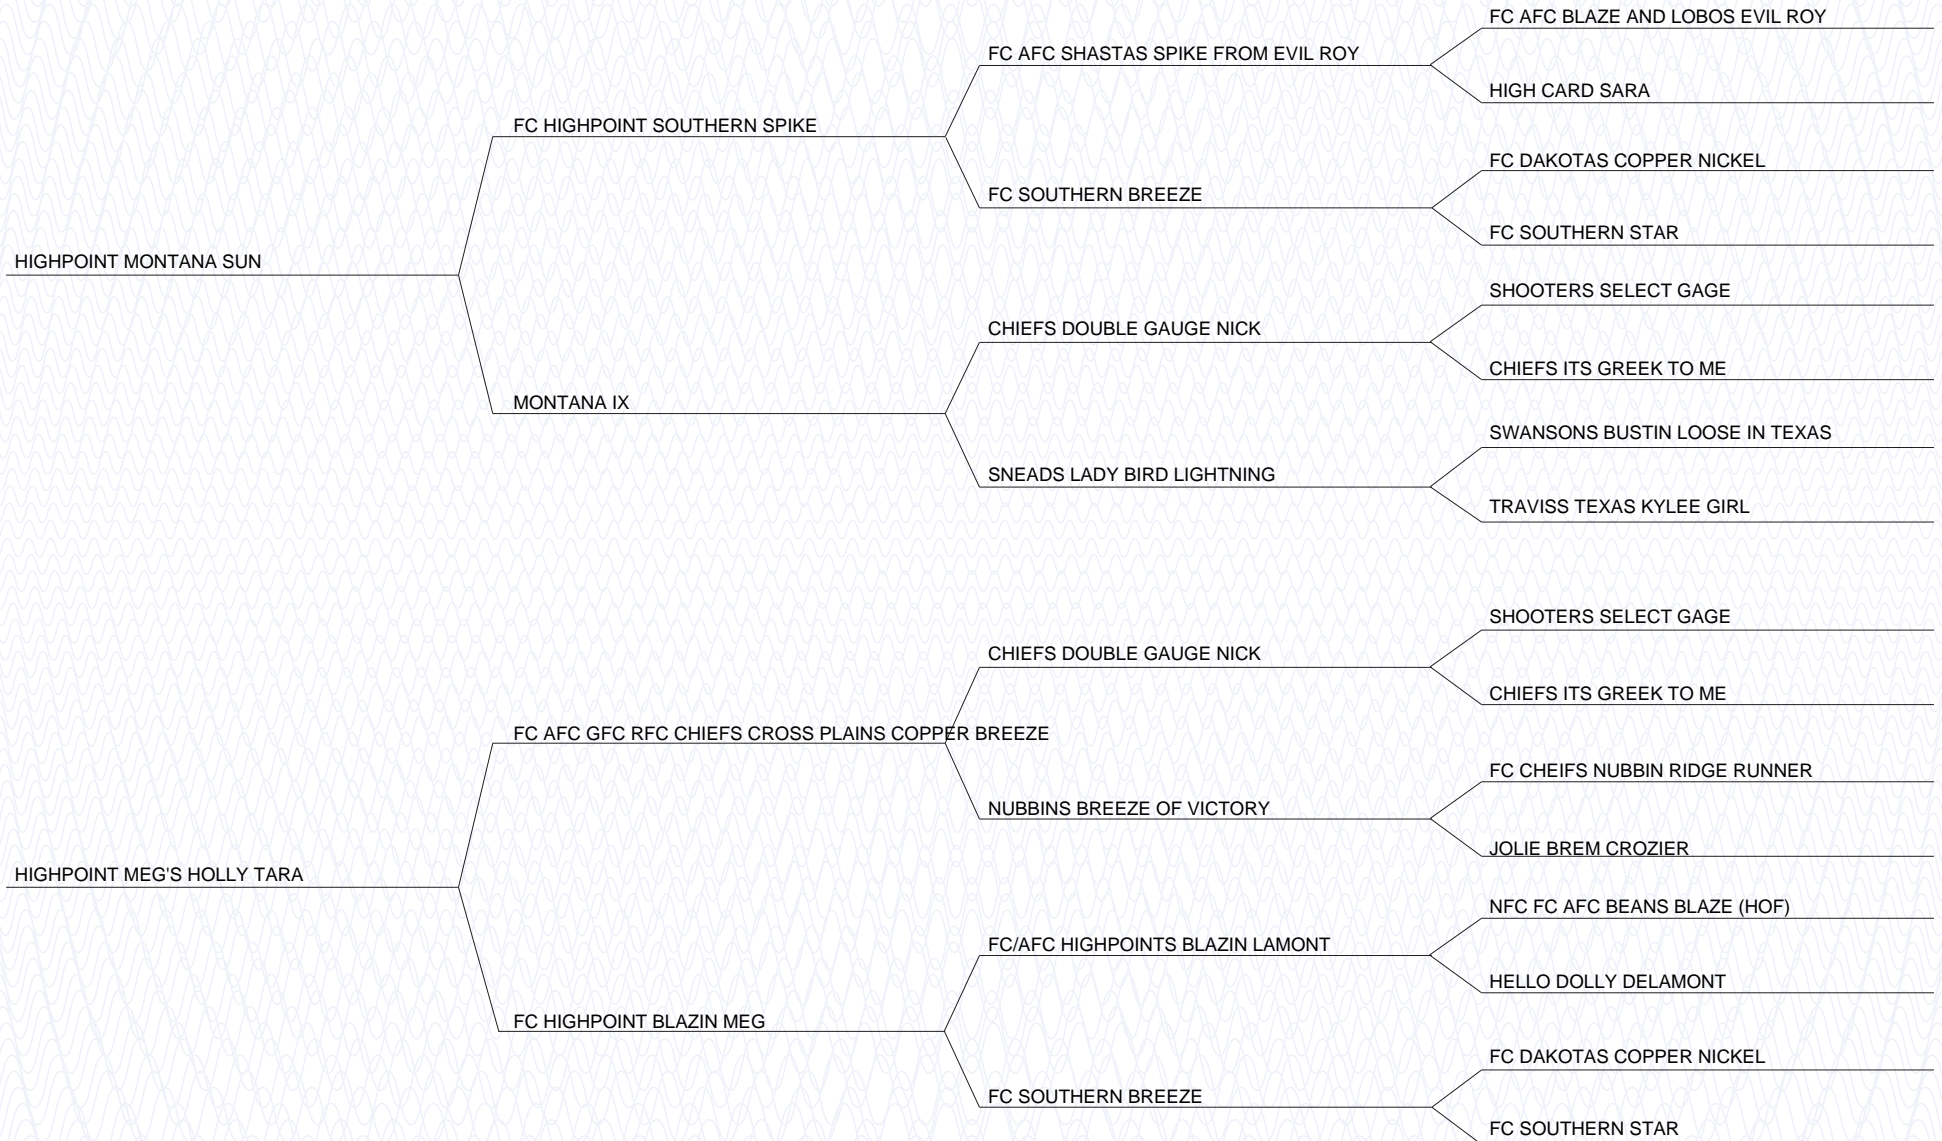 FC AFC BLAZE AND LOBOS EVIL ROY
FC AFC SHASTAS SPIKE FROM EVIL ROY
HIGH CARD SARA
FC HIGHPOINT SOUTHERN SPIKE
FC DAKOTAS COPPER NICKEL
FC SOUTHERN BREEZE
FC SOUTHERN STAR
HIGHPOINT MONTANA SUN
SHOOTERS SELECT GAGE
CHIEFS DOUBLE GAUGE NICK
CHIEFS ITS GREEK TO ME
MONTANA IX
SWANSONS BUSTIN LOOSE IN TEXAS
SNEADS LADY BIRD LIGHTNING
TRAVISS TEXAS KYLEE GIRL
SHOOTERS SELECT GAGE
CHIEFS DOUBLE GAUGE NICK
CHIEFS ITS GREEK TO ME
FC AFC GFC RFC CHIEFS CROSS PLAINS COPPER BREEZE
FC CHEIFS NUBBIN RIDGE RUNNER
NUBBINS BREEZE OF VICTORY
JOLIE BREM CROZIER
HIGHPOINT MEG'S HOLLY TARA
NFC FC AFC BEANS BLAZE (HOF)
FC/AFC HIGHPOINTS BLAZIN LAMONT
HELLO DOLLY DELAMONT
FC HIGHPOINT BLAZIN MEG
FC DAKOTAS COPPER NICKEL
FC SOUTHERN BREEZE
FC SOUTHERN STAR